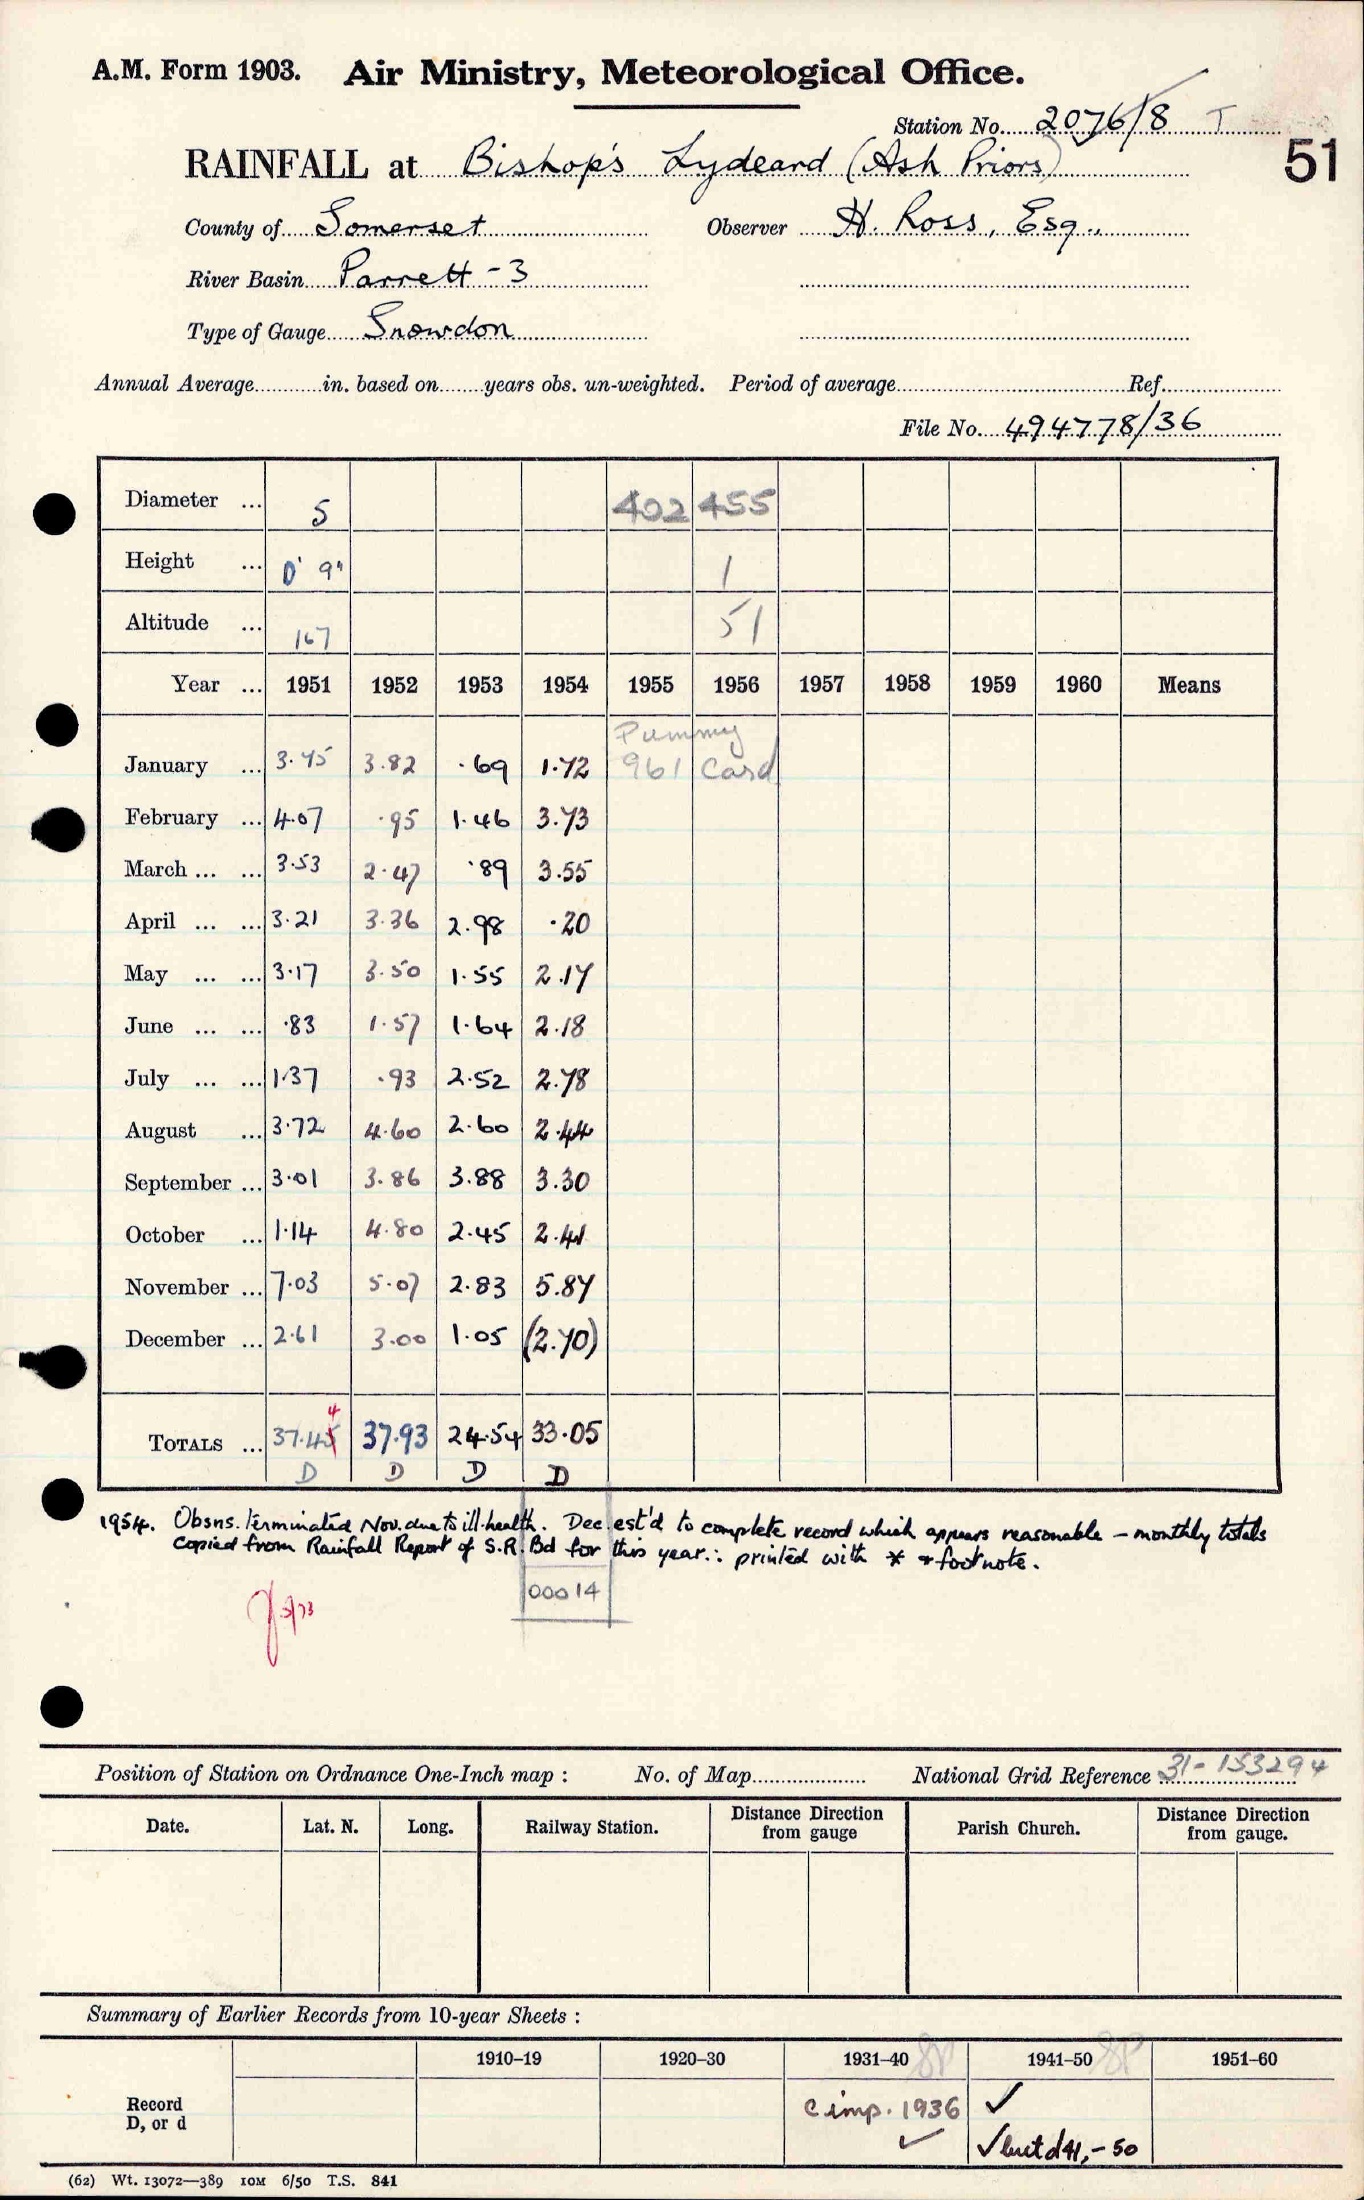 A.M. Form 1903. Air Ministry, Meteorological Office.
Station No. 2076/8 T
51
RAINFALL at Bishop's Lydeard (Ash Priors)
County of Somerset Observer H. Ross, Esq.,
River Basin Parrett - 3
Type of Gauge Snowdon
Annual Average in. based on years obs. un-weighted. Period of average Ref.
File No. 494778/36
Diameter ... 5 402 455
Height ... 0' 9" 1
Altitude ... 167 51
Year ... 1951 1952 1953 1954 1955 1956 1957 1958 1959 1960 Means
Pummy
January ... 3.75 3.82 .69 1.72 961 Card
February ... 4.07 .95 1.46 3.73
March ... ... 3.53 2.47 .89 3.55
April ... ... 3.21 3.36 2.98 .20
May ... ... 3.17 3.50 1.55 2.17
June ... ... .83 1.57 1.64 2.18
July ... ... 1.37 .93 2.52 2.78
August ... 3.72 4.60 2.60 2.44
September ... 3.01 3.86 3.88 3.30
October ... 1.14 4.80 2.45 2.41
November ... 7.03 5.07 2.83 5.87
December ... 2.61 3.00 1.05 (2.70)
4
TOTALS ... 37.45 37.93 24.54 33.05
D D D D
1954. Obsns. terminated Nov. due to ill-health. Dec est'd to complete record which appears reasonable – monthly totals
copied from Rainfall Report of S.R. Bd for this year ∴ printed with * & footnote.
00014
3/73
Position of Station on Ordnance One-Inch map : No. of Map National Grid Reference 31-153294
Date. Lat. N. Long. Railway Station. Distance Direction from gauge Parish Church. Distance Direction from gauge.
Summary of Earlier Records from 10-year Sheets :
1910–19 1920–30 1931–40 SP 1941–50 SP 1951–60
Record D, or d c imp. 1936 ✓ ✓
✓ but d 41, - 50
(62) Wt. 13072—389 10M 6/50 T.S. 841